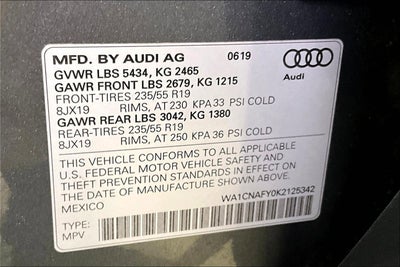 MFD. BY AUDI AG 0619
GVWR LBS 5434, KG 2465
GAWR FRONT LBS 2679, KG 1215
FRONT-TIRES 235/55 R19
8JX19 RIMS, AT 230 KPA 33 PSI COLD
GAWR REAR LBS 3042, KG 1380
REAR-TIRES 235/55 R19
8JX19 RIMS, AT 250 KPA 36 PSI COLD
Audi
THIS VEHICLE CONFORMS TO ALL APPLICABLE
U.S. FEDERAL MOTOR VEHICLE SAFETY AND
THEFT PREVENTION STANDARDS IN EFFECT ON
THE DATE OF MANUFACTURE SHOWN ABOVE.
MEXICO
WA1CNAFY0K2125342
TYPE:
MPV